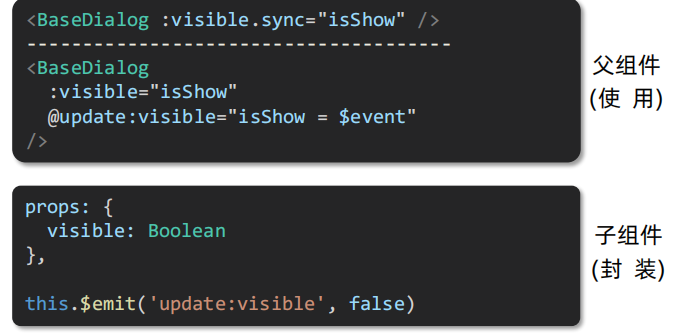 <BaseDialog :visible.sync="isShow" />
--------------------------------------
<BaseDialog
  :visible="isShow"
  @update:visible="isShow = $event"
/>
父组件
(使 用)
props: {
  visible: Boolean
},
this.$emit('update:visible', false)
子组件
(封 装)